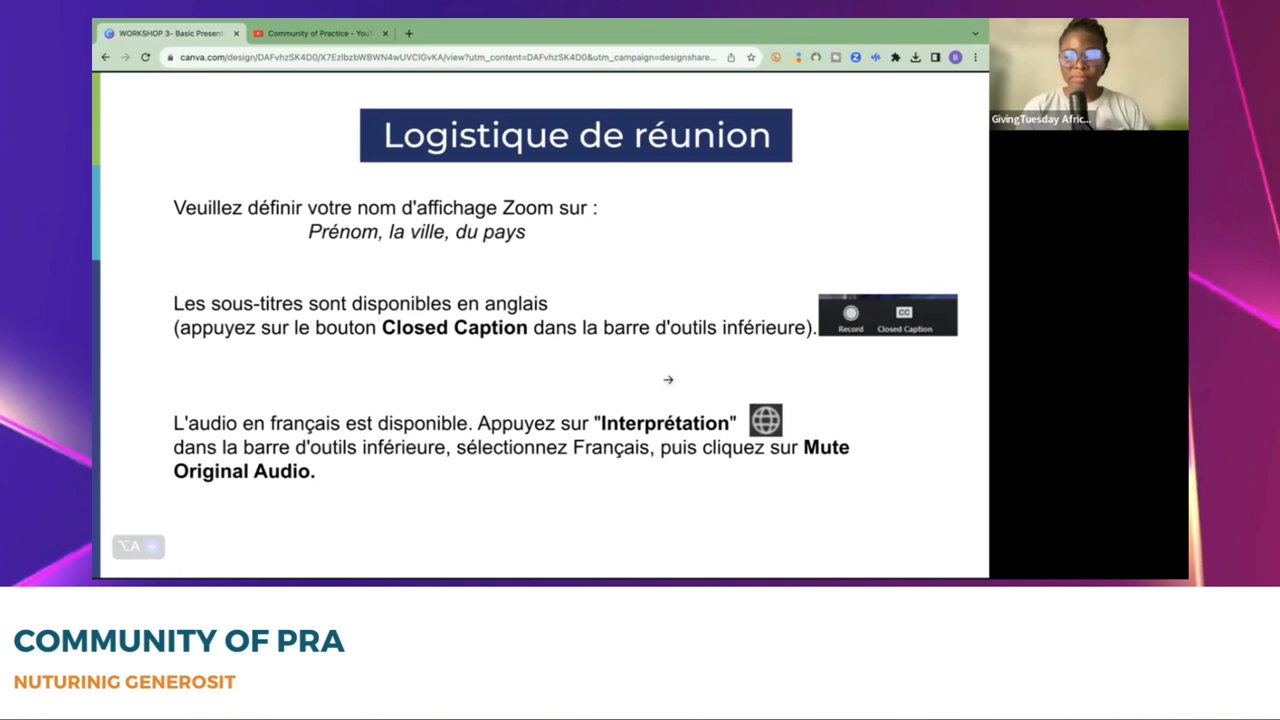 WORKSHOP 3- Basic Present
Community of Practice - YouT
canva.com/design/DAFvhzSK4D0/X7EzIbzbWBWN4wUVCIGvKA/view?utm_content=DAFvhzSK4D0&utm_campaign=designshare...
GivingTuesday Afric...
Logistique de réunion
Veuillez définir votre nom d'affichage Zoom sur :
Prénom, la ville, du pays
Les sous-titres sont disponibles en anglais
(appuyez sur le bouton Closed Caption dans la barre d'outils inférieure).
CC
Record Closed Caption
L'audio en français est disponible. Appuyez sur "Interprétation"
dans la barre d'outils inférieure, sélectionnez Français, puis cliquez sur Mute
Original Audio.
⌥A
COMMUNITY OF PRA
NUTURINIG GENEROSIT